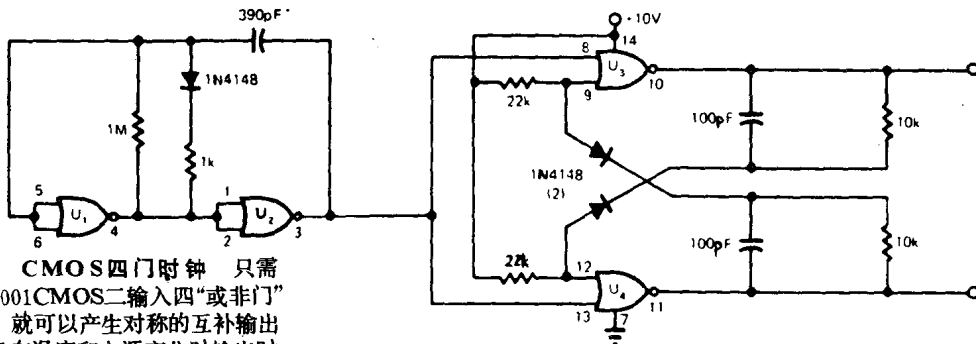 390pF
+10V
14
8
U3
1N4148
10
22k
9
1M
100pF
10k
1k
1N4148
(2)
5
1
U1
4
U2
3
6
2
100pF
10k
22k
12
U4
11
13
7
CMOS四门时钟 只需
001CMOS二输入四“或非门”
就可以产生对称的互补输出